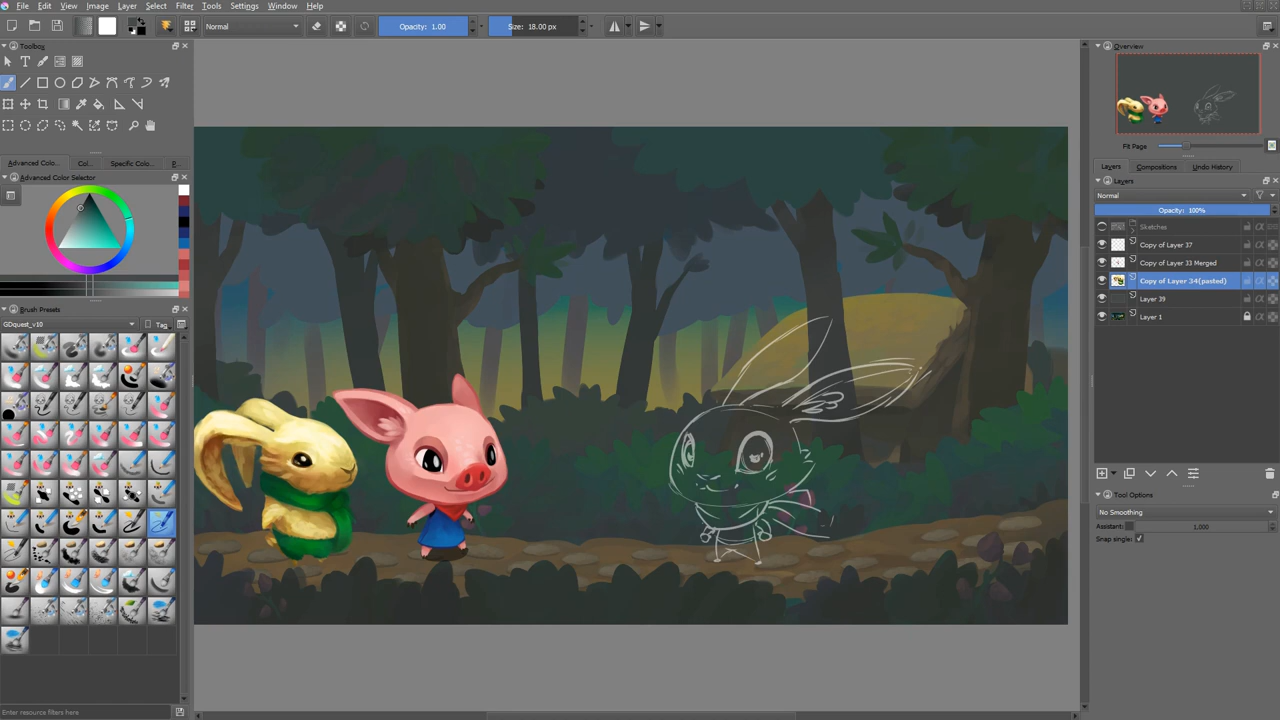 File Edit View Image Layer Select Filter Tools Settings Window Help
Normal Opacity: 1.00 Size: 18.00 px
Toolbox
Advanced Colo... Col... Specific Colo... P...
Advanced Color Selector
Brush Presets
GDquest_v10 Tag
Enter resource filters here
Overview
Fit Page
Layers Compositions Undo History
Layers
Normal
Opacity: 100%
Sketches
Copy of Layer 37
Copy of Layer 33 Merged
Copy of Layer 34(pasted)
Layer 39
Layer 1
Tool Options
No Smoothing
Assistant: 1,000
Snap single: